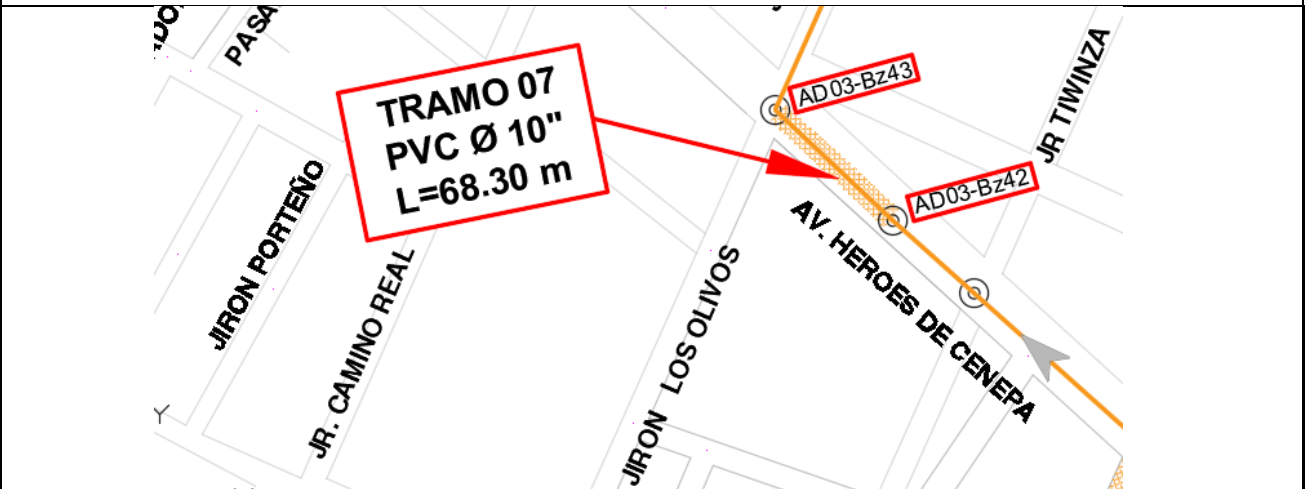 PASA
TRAMO 07
PVC Ø 10"
L=68.30 m
AD03-Bz43
JR TIWINZA
AD03-Bz42
AV. HEROES DE CENEPA
JIRON PORTEÑO
JR. CAMINO REAL
JIRON LOS OLIVOS